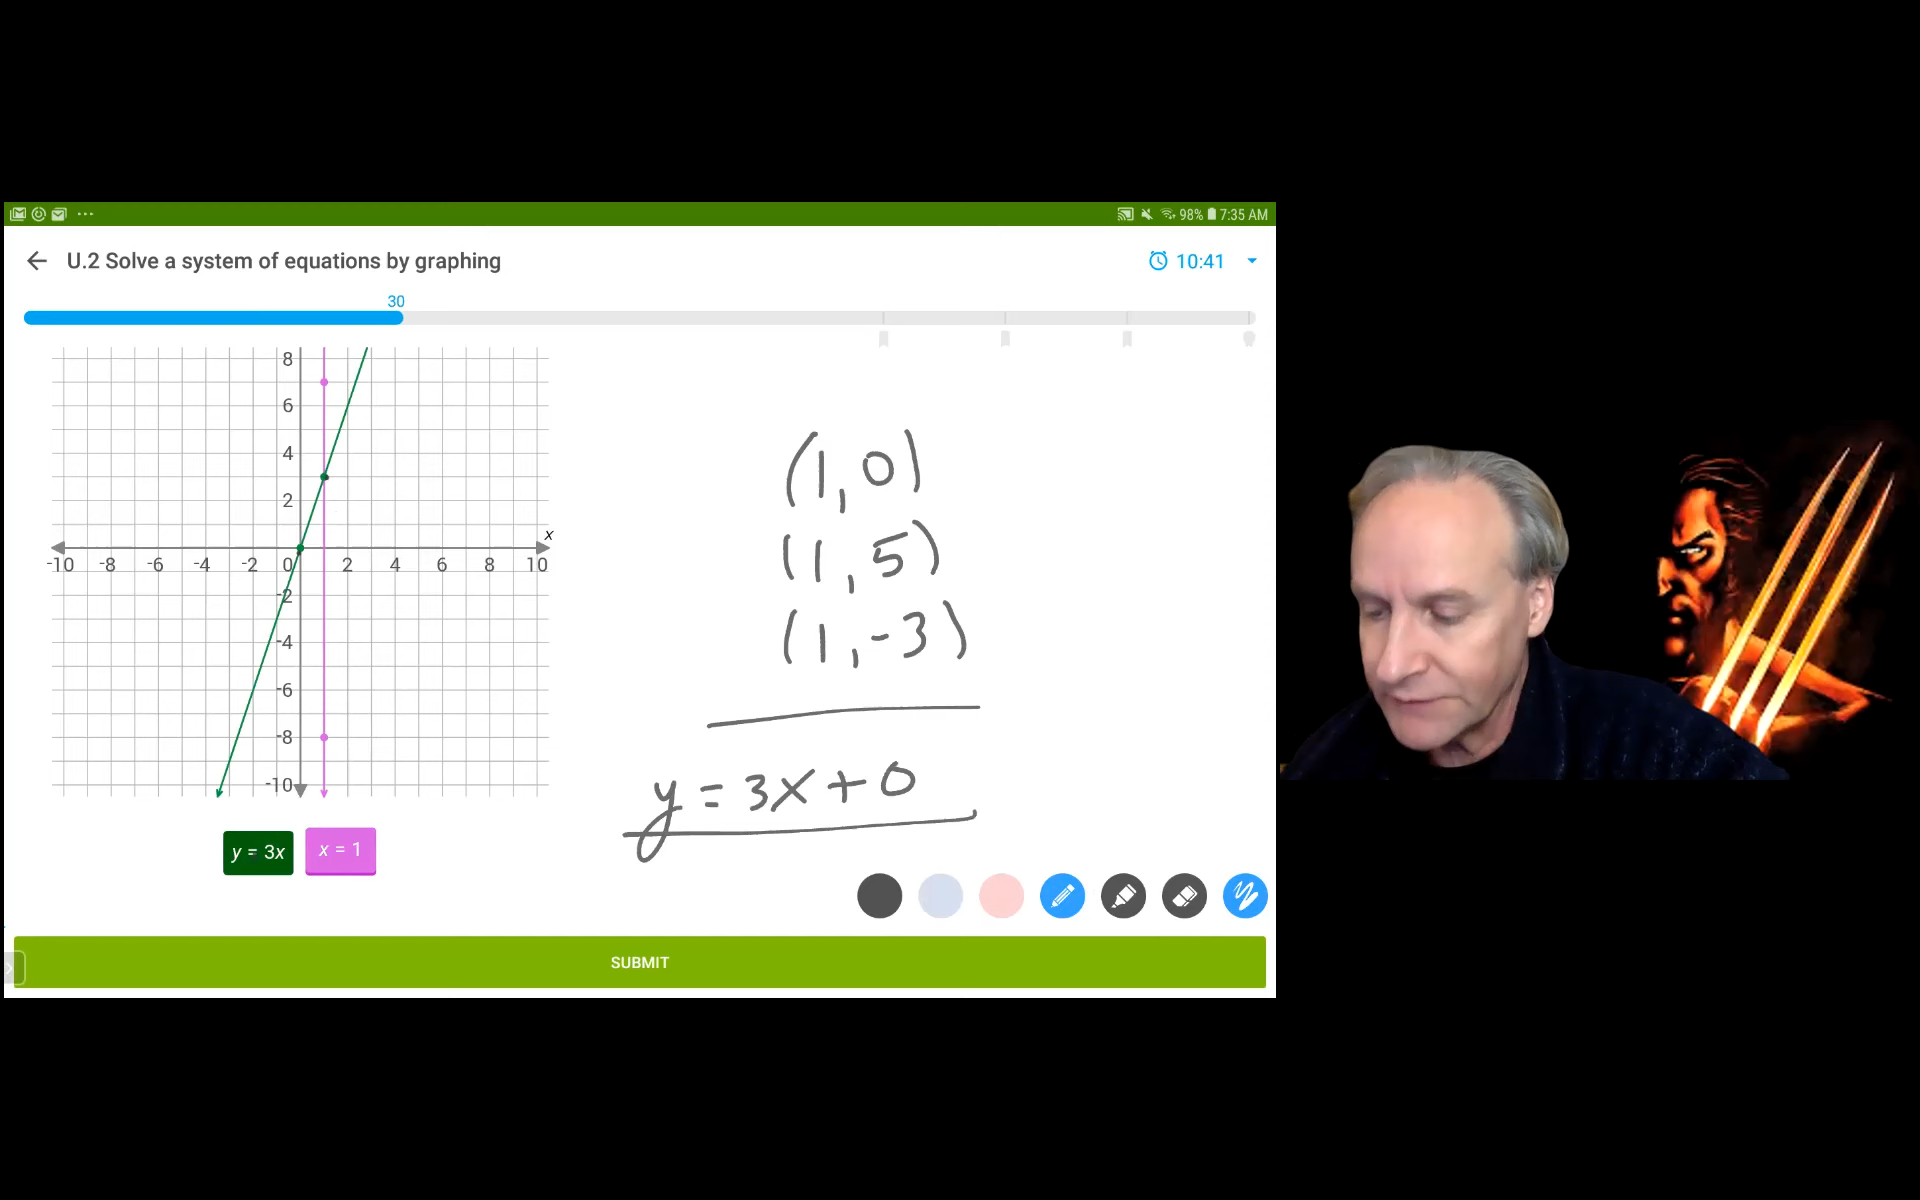 98% 7:35 AM
U.2 Solve a system of equations by graphing
10:41
30
8
6
4
2
x
-10 -8 -6 -4 -2 0 2 4 6 8 10
-2
-4
-6
-8
-10
y = 3x
x = 1
(1,0)
(1,5)
(1,-3)
y = 3x + 0
SUBMIT